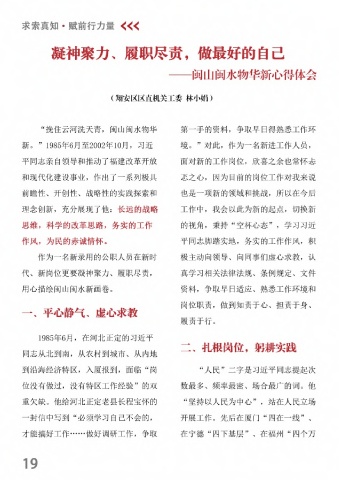 求索真知·赋前行力量 <<<
凝神聚力、履职尽责，做最好的自己
——闽山闽水物华新心得体会
（翔安区区直机关工委 林小娟）
“挽住云河洗天青，闽山闽水物华
新。”1985年6月至2002年10月，习近
平同志亲自领导和推动了福建改革开放
和现代化建设事业，作出了一系列极具
前瞻性、开创性、战略性的实践探索和
理念创新，充分展现了他：长远的战略
思维，科学的改革思路，务实的工作
作风，为民的赤诚情怀。
作为一名新录用的公职人员在新时
代、新岗位更要凝神聚力、履职尽责，
用心描绘闽山闽水新画卷。
一、平心静气、虚心求教
1985年6月，在河北正定的习近平
同志从北到南，从农村到城市、从内地
到沿海经济特区，入厦报到，面临“岗
位没有做过，没有特区工作经验”的双
重欠缺。他给河北正定老县长程宝怀的
一封信中写到“必须学习自己不会的，
才能搞好工作……做好调研工作，争取
第一手的资料，争取早日得熟悉工作环
境。”对此，作为一名新进工作人员，
面对新的工作岗位，欣喜之余也常怀忐
忑之心，因为目前的岗位工作对我来说
也是一项新的领域和挑战，所以在今后
工作中，我会以此为新的起点，切换新
的视角，秉持“空杯心态”，学习习近
平同志脚踏实地，务实的工作作风，积
极主动向领导、向同事们虚心求教，认
真学习相关法律法规、条例规定、文件
资料，争取早日适应、熟悉工作环境和
岗位职责，做到知责于心、担责于身、
履责于行。
二、扎根岗位，躬耕实践
“人民”二字是习近平同志提起次
数最多、频率最密、场合最广的词。他
“坚持以人民为中心”，站在人民立场
开展工作。先后在厦门“四在一线”、
在宁德“四下基层”、在福州“四个万
19